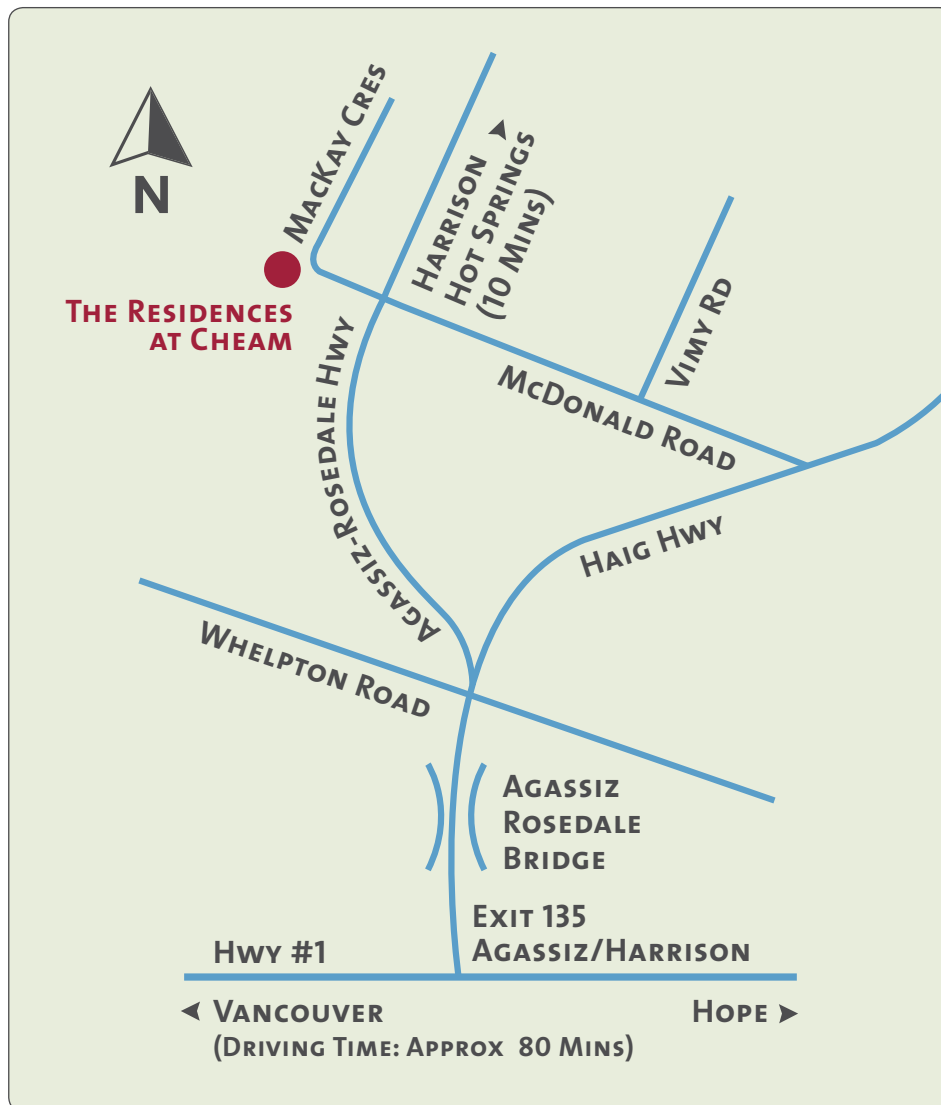 MacKay Cres
Harrison
Hot Springs
(10 Mins)
N
The Residences
at Cheam
Vimy Rd
Agassiz-Rosedale Hwy
McDonald Road
Haig Hwy
Whelpton Road
Agassiz
Rosedale
Bridge
Exit 135
Agassiz/Harrison
Hwy #1
Vancouver
(Driving Time: Approx 80 Mins)
Hope